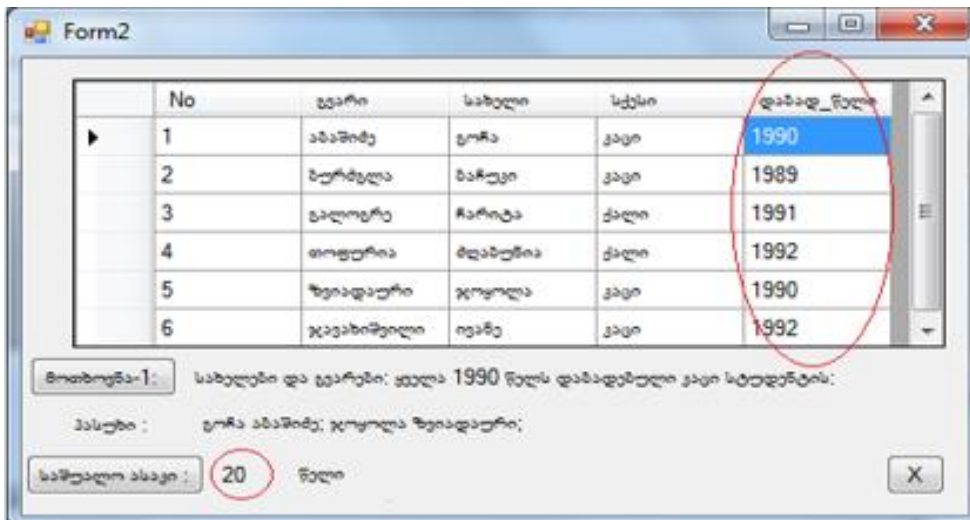 Form2
No გვარი სახელი სქესი დაბად_წელი
1 აბაშიძე გოჩა კაცი 1990
2 ბურძგლა ბაჩუკი კაცი 1989
3 გალოგრე ჩარიტა ქალი 1991
4 თოფურია ძღაბუნია ქალი 1992
5 ზვიადაური ჯოყოლა კაცი 1990
6 ჯავახიშვილი ივანე კაცი 1992
მოთხოვნა-1: სახელები და გვარები: ყველა 1990 წელს დაბადებული კაცი სტუდენტის:
პასუხი : გოჩა აბაშიძე; ჯოყოლა ზვიადაური;
საშუალო ასაკი : 20 წელი X